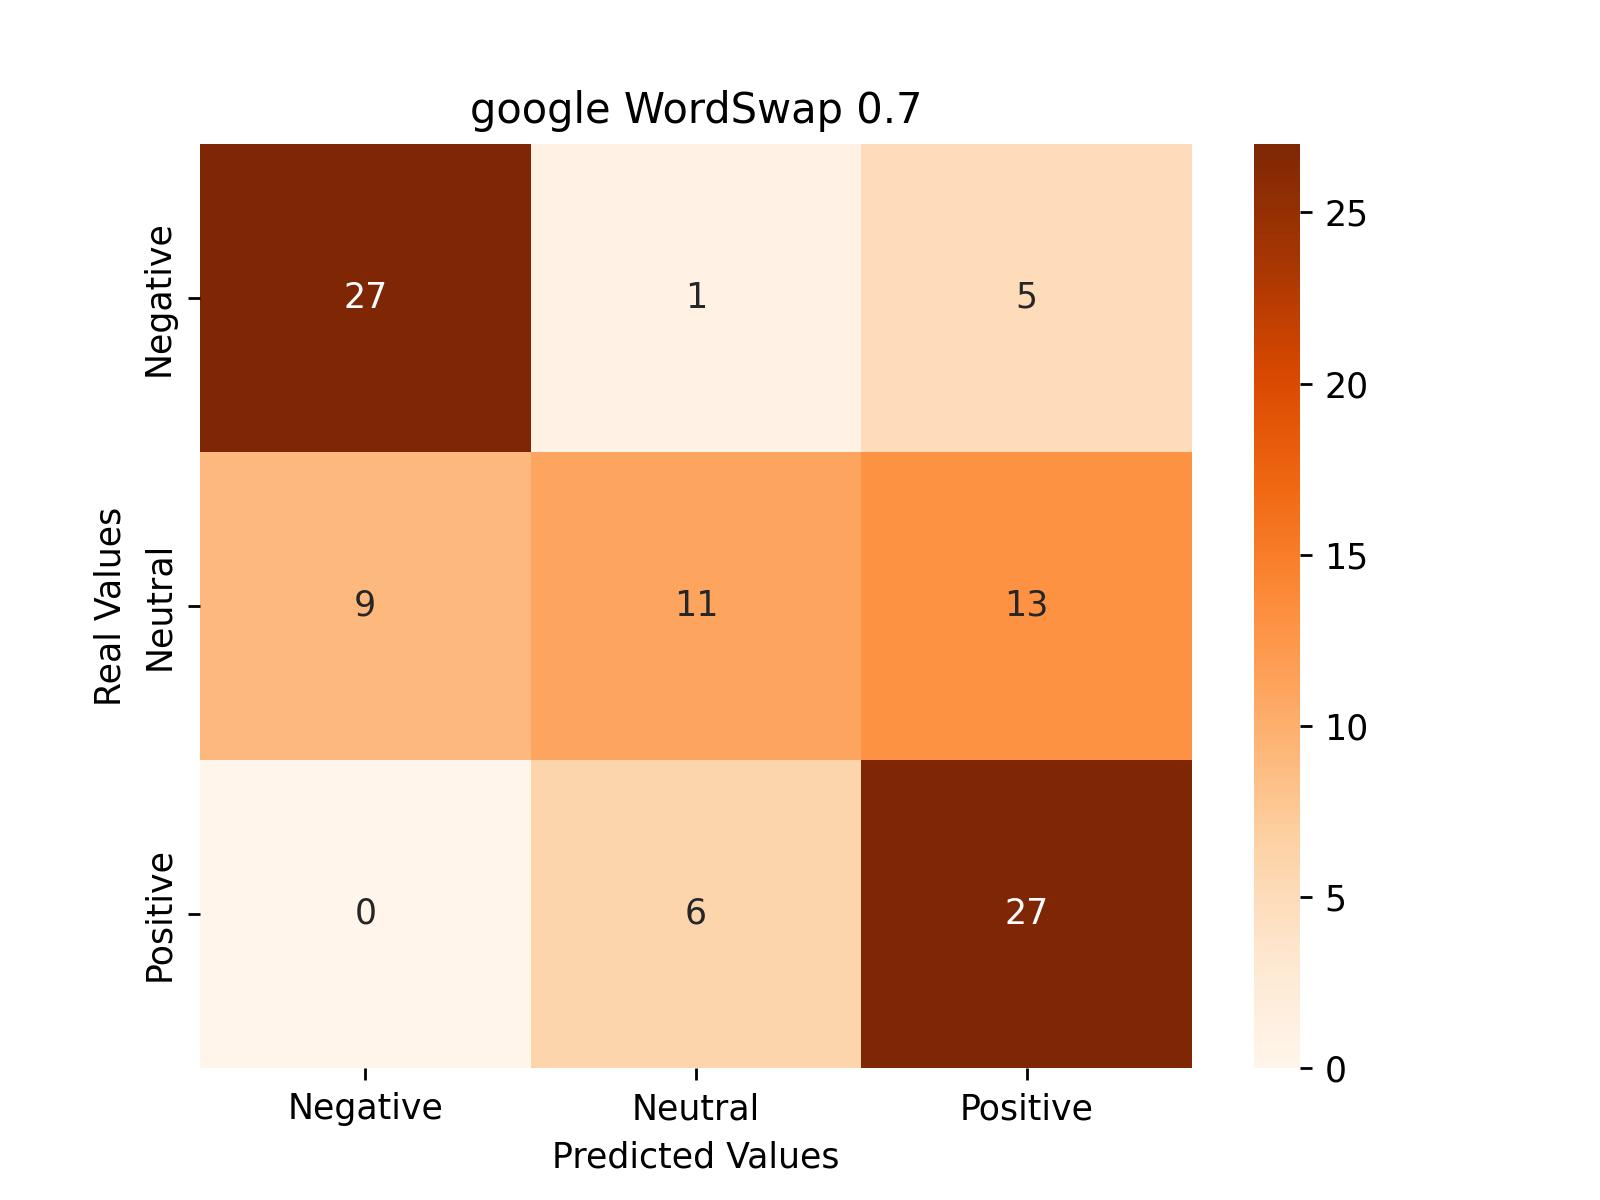 google WordSwap 0.7
Real Values
Negative
27
1
5
Neutral
9
11
13
Positive
0
6
27
Negative
Neutral
Positive
Predicted Values
25
20
15
10
5
0